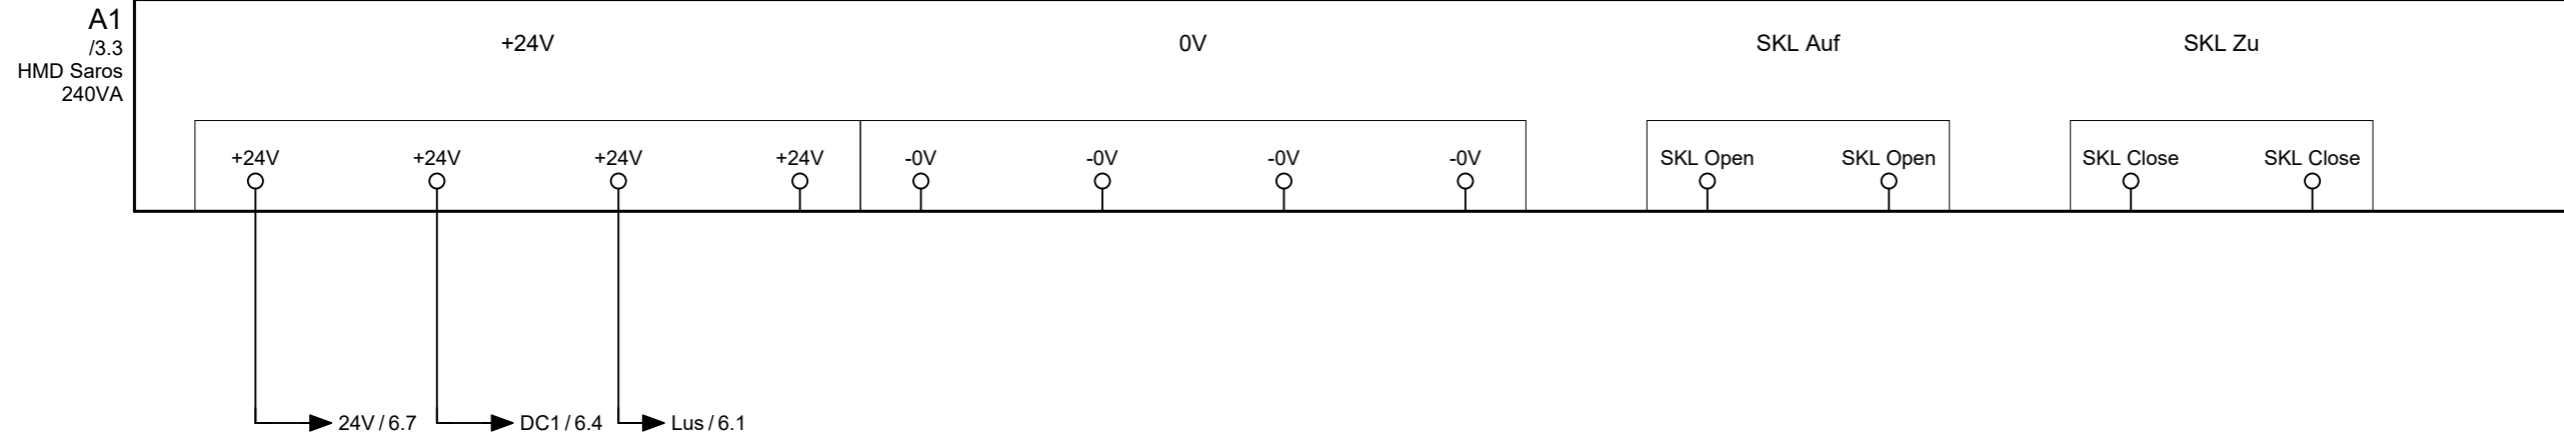 A1
/3.3
HMD Saros
240VA
+24V 0V SKL Auf SKL Zu
+24V +24V +24V +24V -0V -0V -0V -0V SKL Open SKL Open SKL Close SKL Close
24V / 6.7 DC1 / 6.4 Lus / 6.1